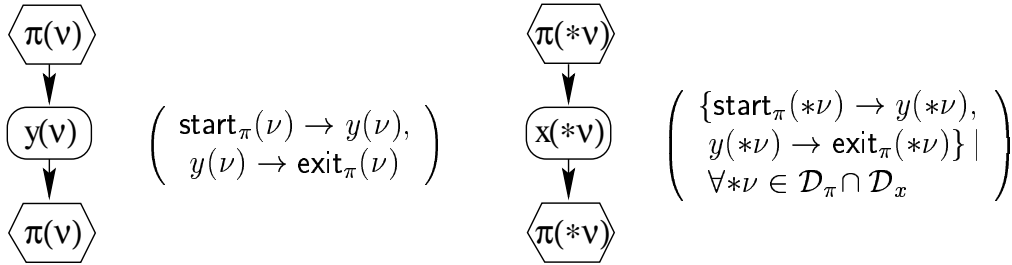 π(ν)
y(ν)
π(ν)
start_π(ν) → y(ν),
y(ν) → exit_π(ν)
π(*ν)
x(*ν)
π(*ν)
{start_π(*ν) → y(*ν),
y(*ν) → exit_π(*ν)} |
∀*ν ∈ 𝒟_π ∩ 𝒟_x